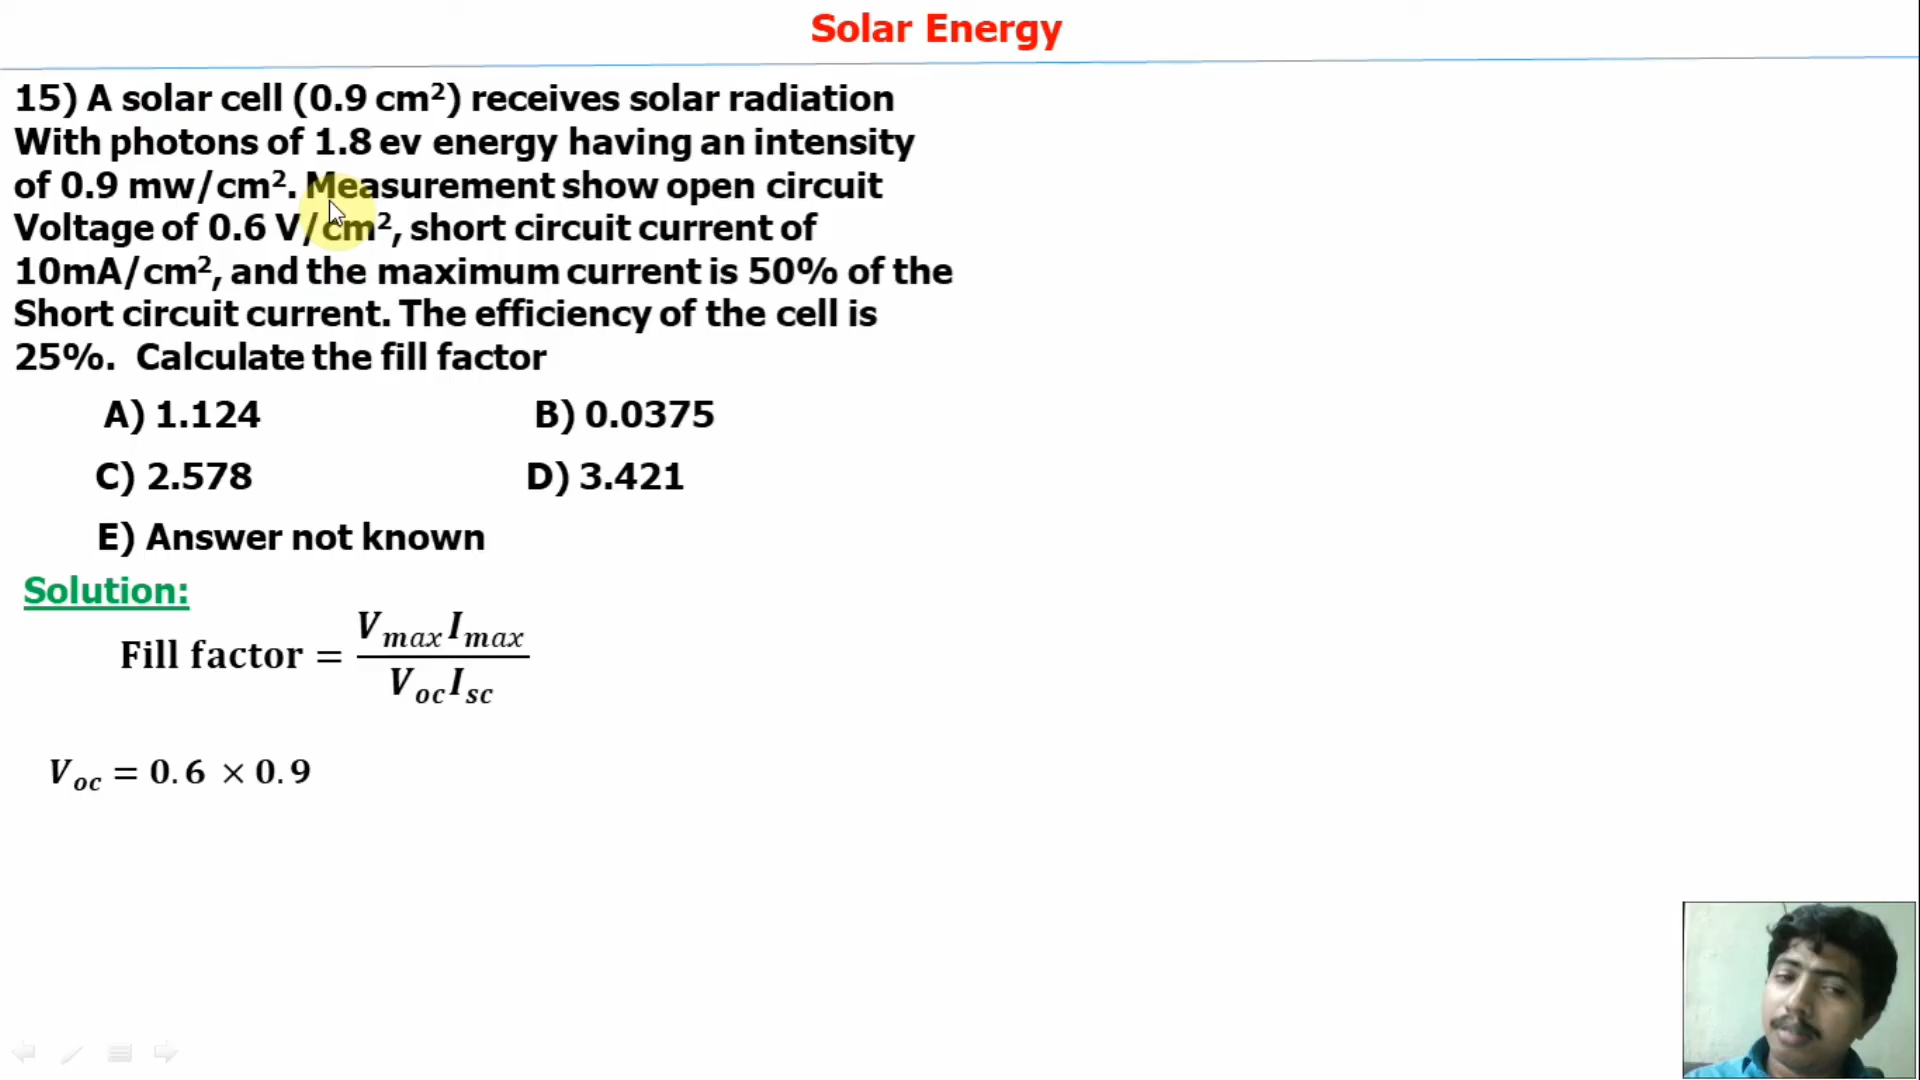 Solar Energy
15) A solar cell (0.9 cm²) receives solar radiation
With photons of 1.8 ev energy having an intensity
of 0.9 mw/cm². Measurement show open circuit
Voltage of 0.6 V/cm², short circuit current of
10mA/cm², and the maximum current is 50% of the
Short circuit current. The efficiency of the cell is
25%. Calculate the fill factor
A) 1.124 B) 0.0375
C) 2.578 D) 3.421
E) Answer not known
Solution:
Fill factor = V_max I_max / V_oc I_sc
V_oc = 0.6 × 0.9